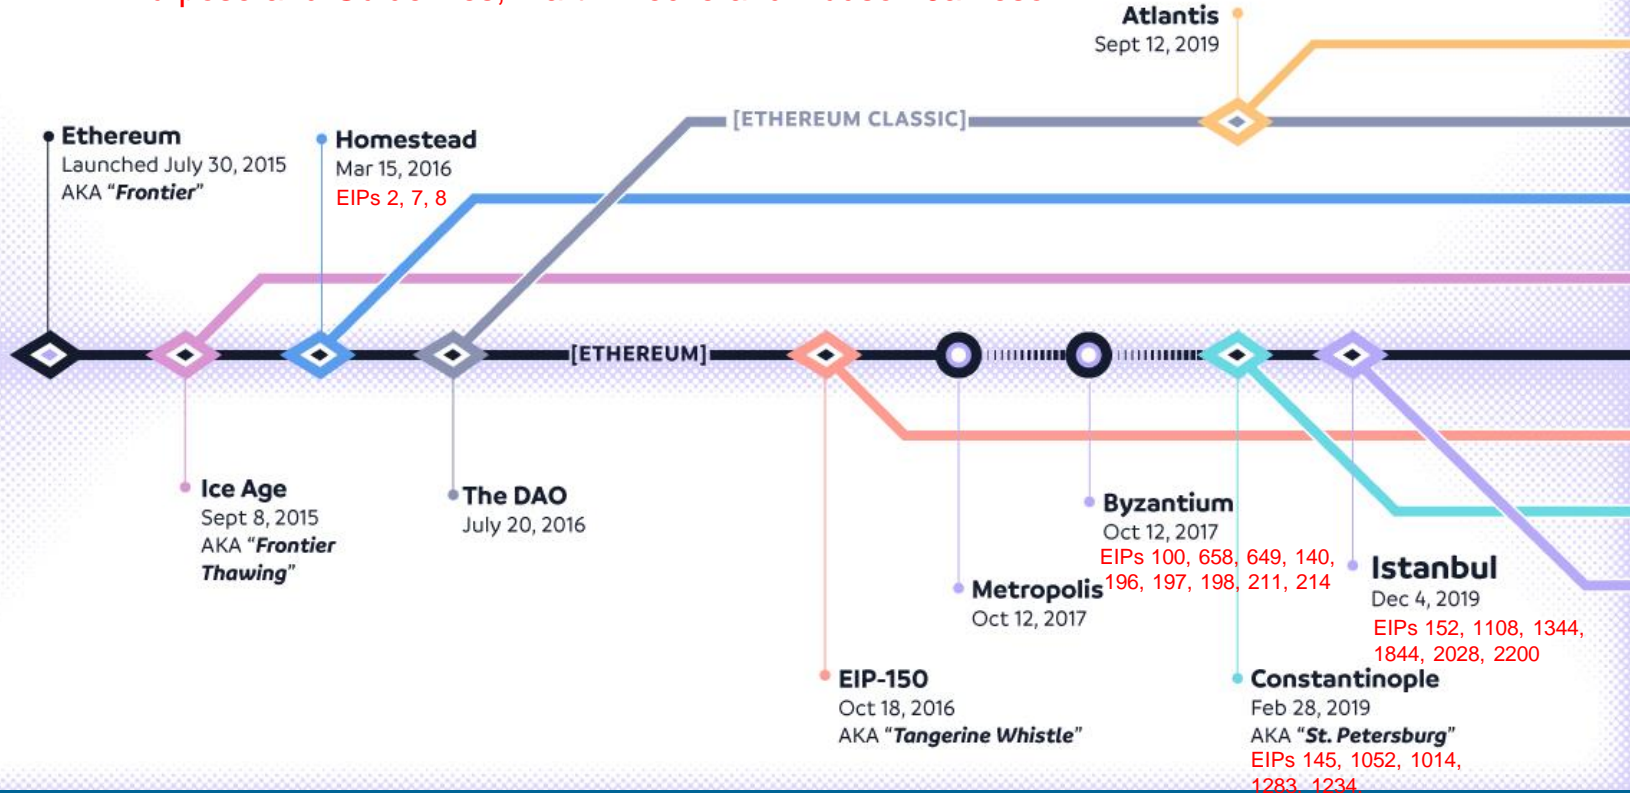 Atlantis
Sept 12, 2019
[ETHEREUM CLASSIC]
Ethereum
Launched July 30, 2015
AKA “Frontier”
Homestead
Mar 15, 2016
EIPs 2, 7, 8
[ETHEREUM]
Ice Age
Sept 8, 2015
AKA “Frontier
Thawing”
The DAO
July 20, 2016
EIP-150
Oct 18, 2016
AKA “Tangerine Whistle”
Metropolis
Oct 12, 2017
Byzantium
Oct 12, 2017
EIPs 100, 658, 649, 140,
196, 197, 198, 211, 214
Constantinople
Feb 28, 2019
AKA “St. Petersburg”
EIPs 145, 1052, 1014,
1283, 1234,
Istanbul
Dec 4, 2019
EIPs 152, 1108, 1344,
1844, 2028, 2200